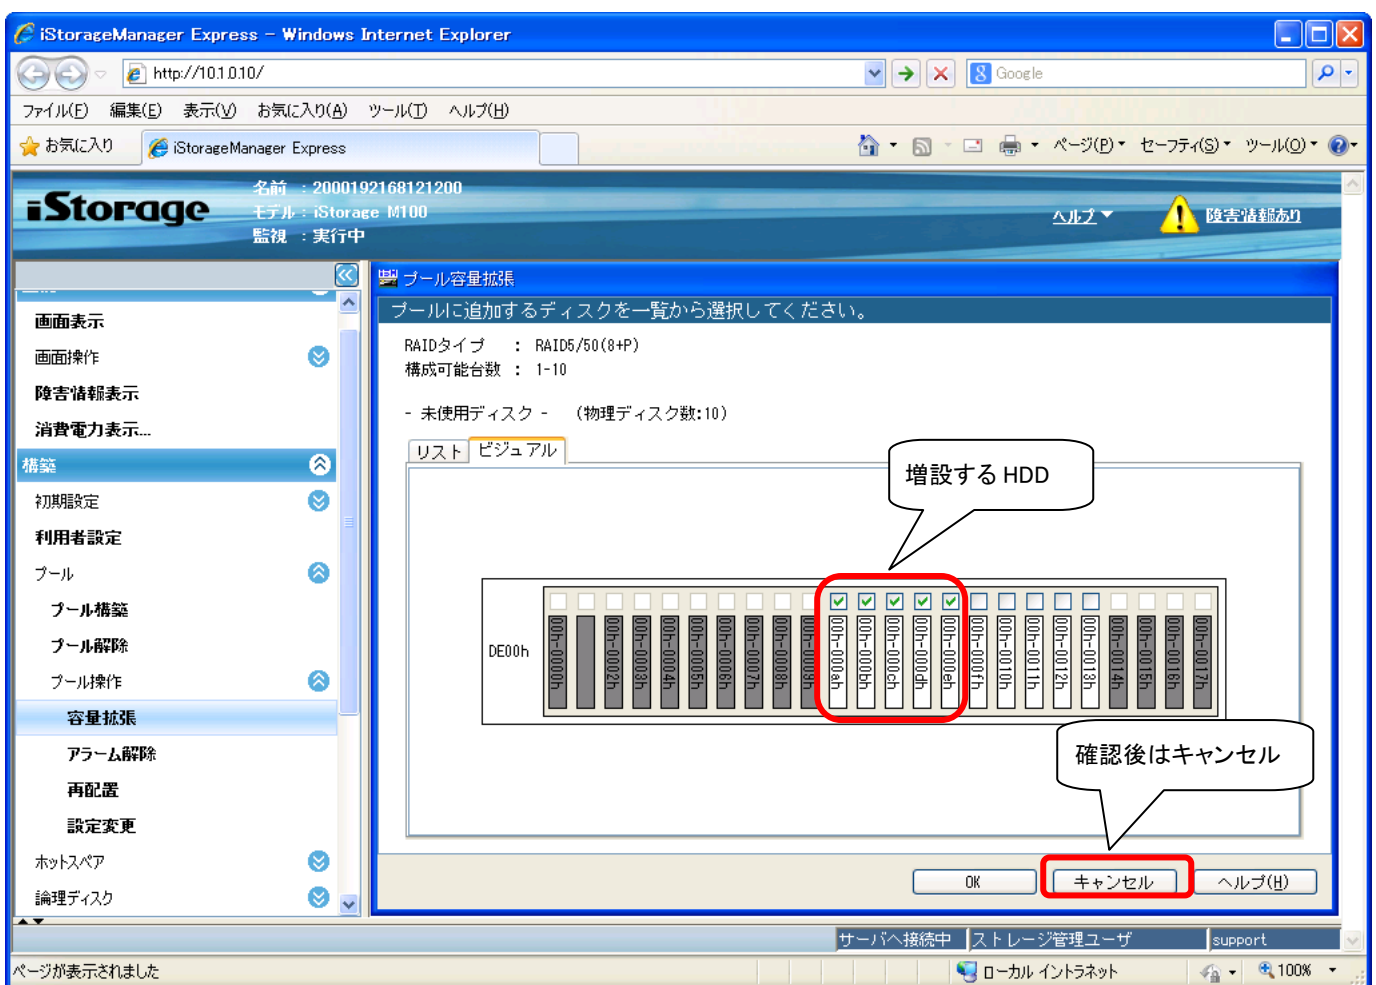 iStorageManager Express - Windows Internet Explorer
http://10.1.0.10/
Google
ファイル(F) 編集(E) 表示(V) お気に入り(A) ツール(T) ヘルプ(H)
お気に入り iStorageManager Express ページ(P) セーフティ(S) ツール(O)
iStorage
名前 : 2000192168121200
モデル : iStorage M100
監視 : 実行中
ヘルプ
障害情報あり
画面表示
画面操作
障害情報表示
消費電力表示...
構築
初期設定
利用者設定
プール
プール構築
プール解除
プール操作
容量拡張
アラーム解除
再配置
設定変更
ホットスペア
論理ディスク
プール容量拡張
プールに追加するディスクを一覧から選択してください。
RAIDタイプ : RAID5/50(8+P)
構成可能台数 : 1-10
- 未使用ディスク - (物理ディスク数:10)
リスト ビジュアル
増設する HDD
DE00h
00h-0000h
00h-0002h
00h-0003h
00h-0004h
00h-0005h
00h-0006h
00h-0007h
00h-0008h
00h-0009h
00h-000ah
00h-000bh
00h-000ch
00h-000dh
00h-000eh
00h-000fh
00h-0010h
00h-0011h
00h-0012h
00h-0013h
00h-0014h
00h-0015h
00h-0016h
00h-0017h
確認後はキャンセル
OK キャンセル ヘルプ(H)
サーバへ接続中 ストレージ管理ユーザ support
ページが表示されました ローカル イントラネット 100%